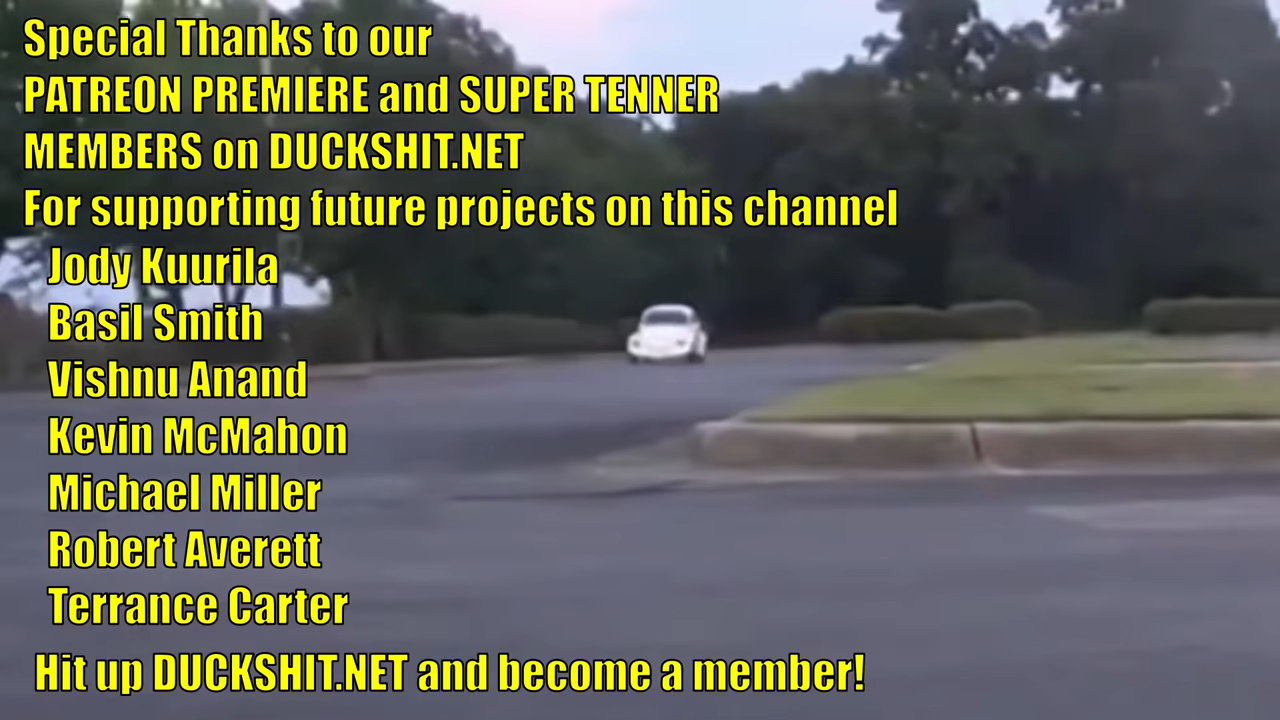 Special Thanks to our
PATREON PREMIERE and SUPER TENNER
MEMBERS on DUCKSHIT.NET
For supporting future projects on this channel
Jody Kuurila
Basil Smith
Vishnu Anand
Kevin McMahon
Michael Miller
Robert Averett
Terrance Carter
Hit up DUCKSHIT.NET and become a member!